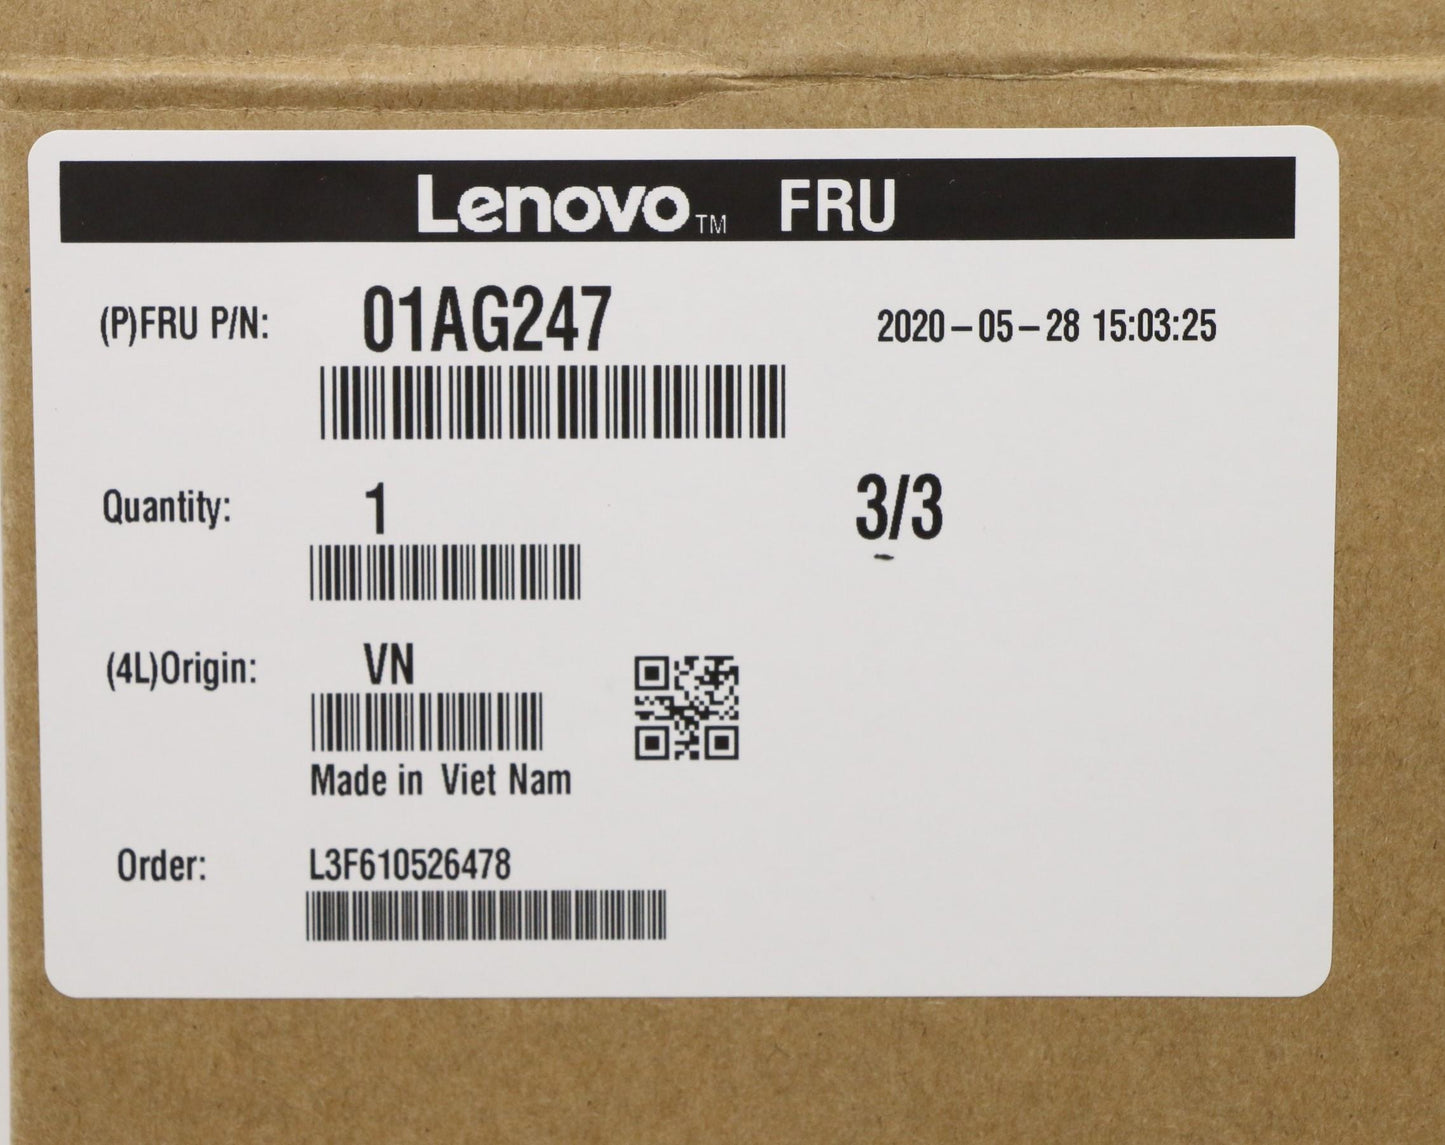 Lenovo™ FRU
(P)FRU P/N: 01AG247 2020-05-28 15:03:25
Quantity: 1 3/3
(4L)Origin: VN
Made in Viet Nam
Order: L3F610526478